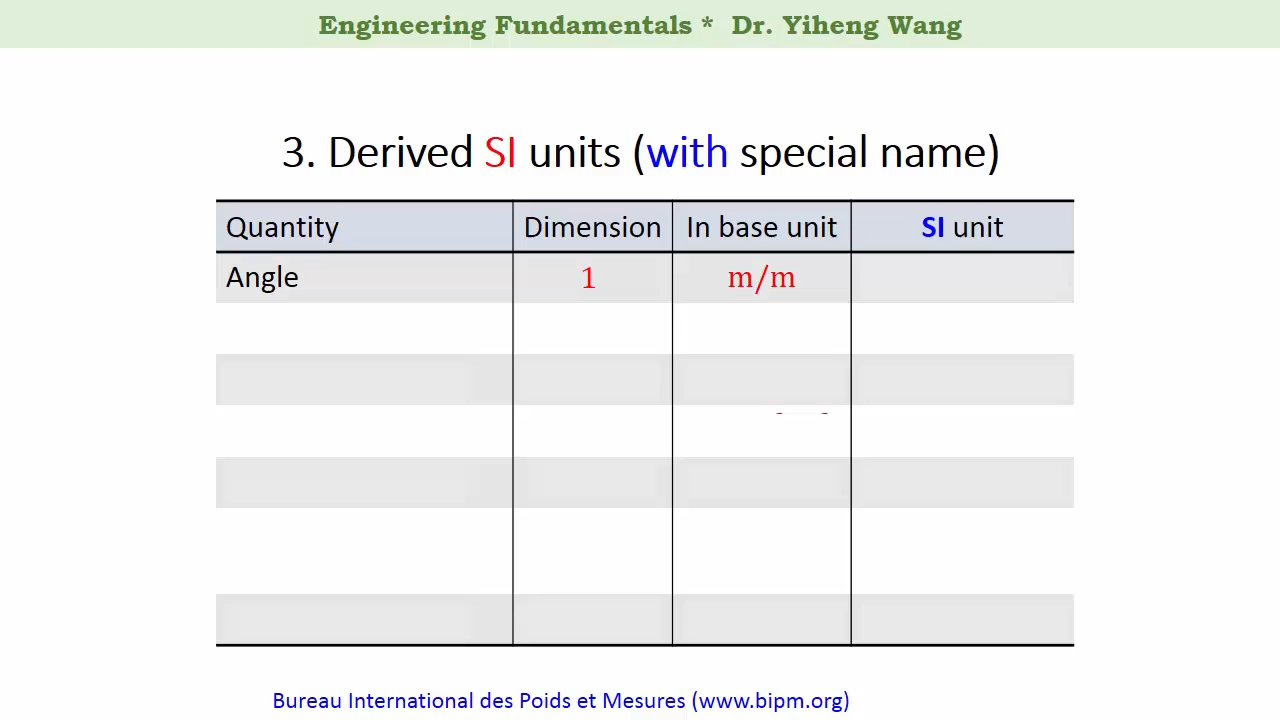 Engineering Fundamentals * Dr. Yiheng Wang
3. Derived SI units (with special name)
Quantity Dimension In base unit SI unit
Angle 1 m/m
Bureau International des Poids et Mesures (www.bipm.org)